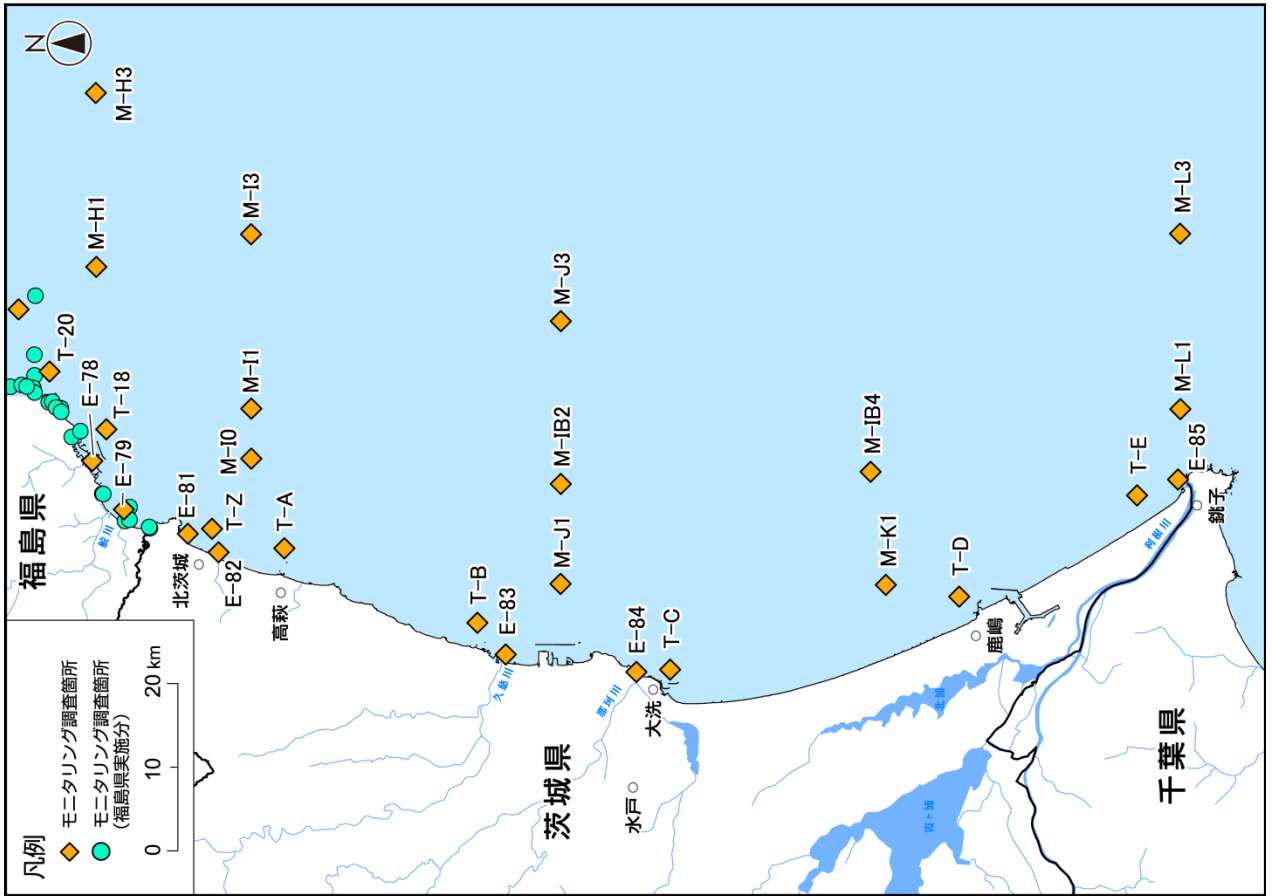 凡例
モニタリング調査箇所
モニタリング調査箇所
(福島県実施分)
0 10 20 km
N
福島県
茨城県
千葉県
M-H3
M-H1
T-20
E-78
T-18
E-79
鮫川
E-81
北茨城
T-Z
E-82
M-I0
M-I1
M-I3
T-A
高萩
T-B
E-83
久慈川
M-J1
M-IB2
M-J3
E-84
那珂川
T-C
大洗
水戸
M-IB4
M-K1
T-D
鹿嶋
北浦
霞ヶ浦
利根川
T-E
E-85
銚子
M-L1
M-L3